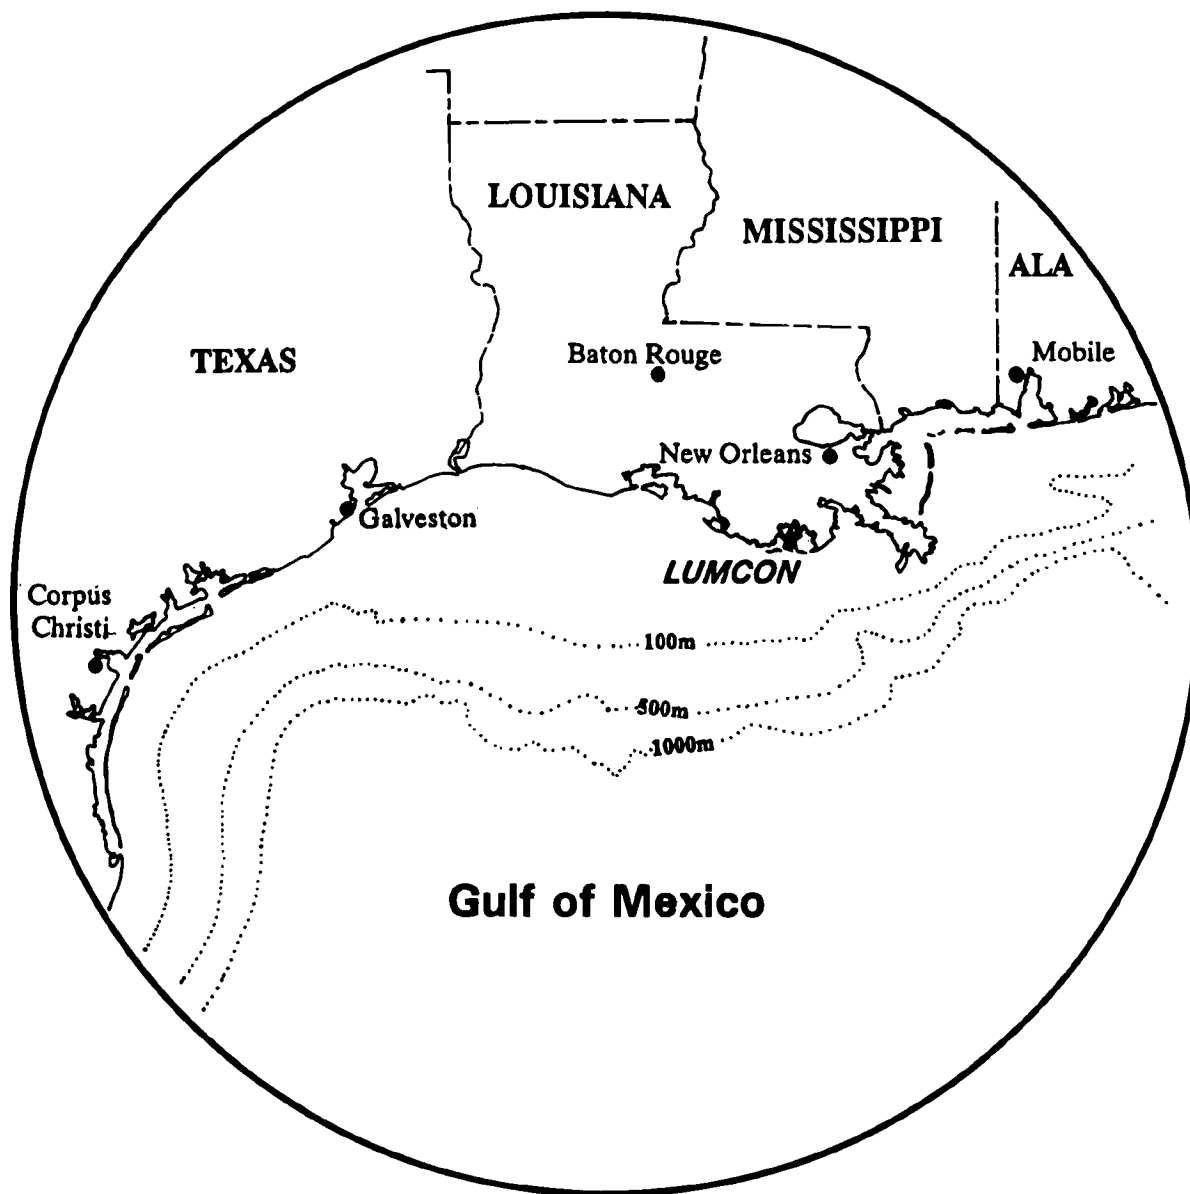 LOUISIANA
MISSISSIPPI
ALA
TEXAS
Baton Rouge
Mobile
New Orleans
Galveston
LUMCON
Corpus
Christi
100m
500m
1000m
Gulf of Mexico